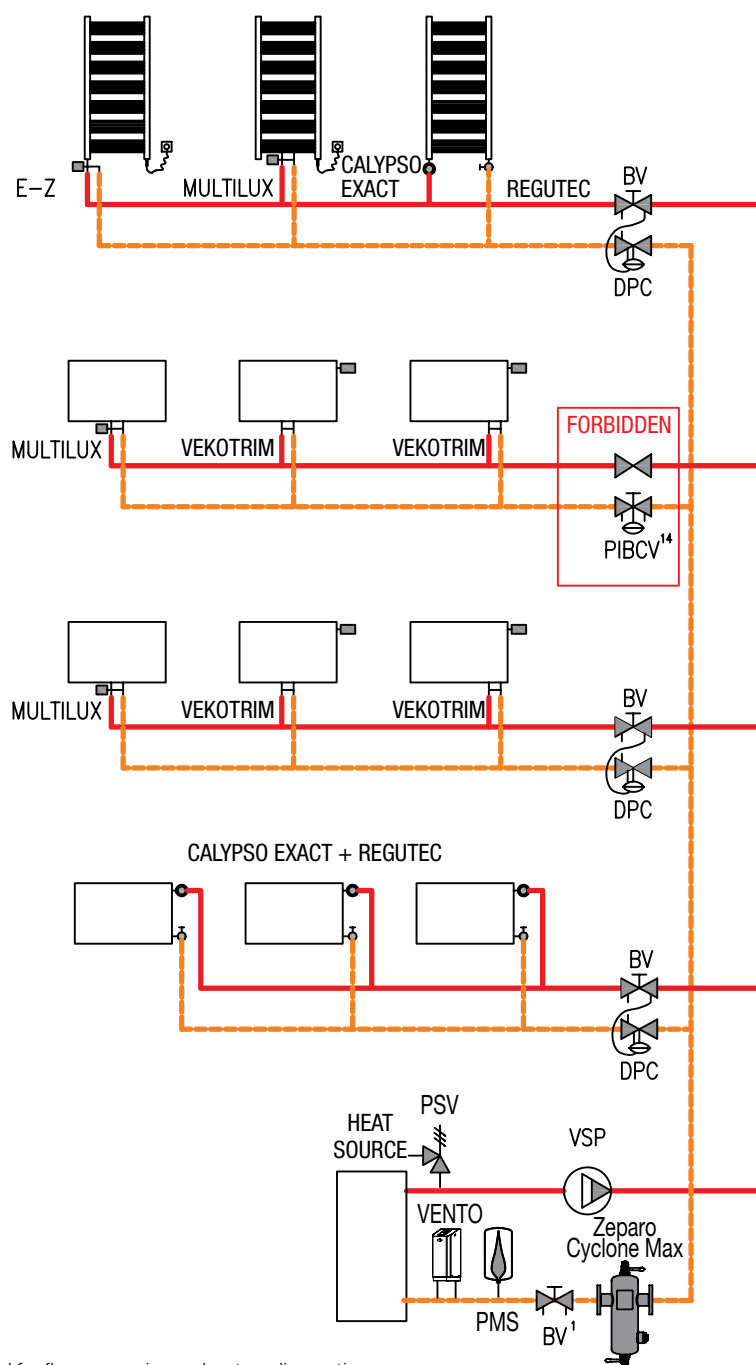 E-Z
MULTILUX
CALYPSO
EXACT
REGUTEC
BV
DPC
FORBIDDEN
MULTILUX
VEKOTRIM
VEKOTRIM
PIBCV¹⁴
MULTILUX
VEKOTRIM
VEKOTRIM
BV
DPC
CALYPSO EXACT + REGUTEC
BV
DPC
PSV
HEAT
SOURCE
VSP
VENTO
Zeparo
Cyclone Max
PMS
BV¹